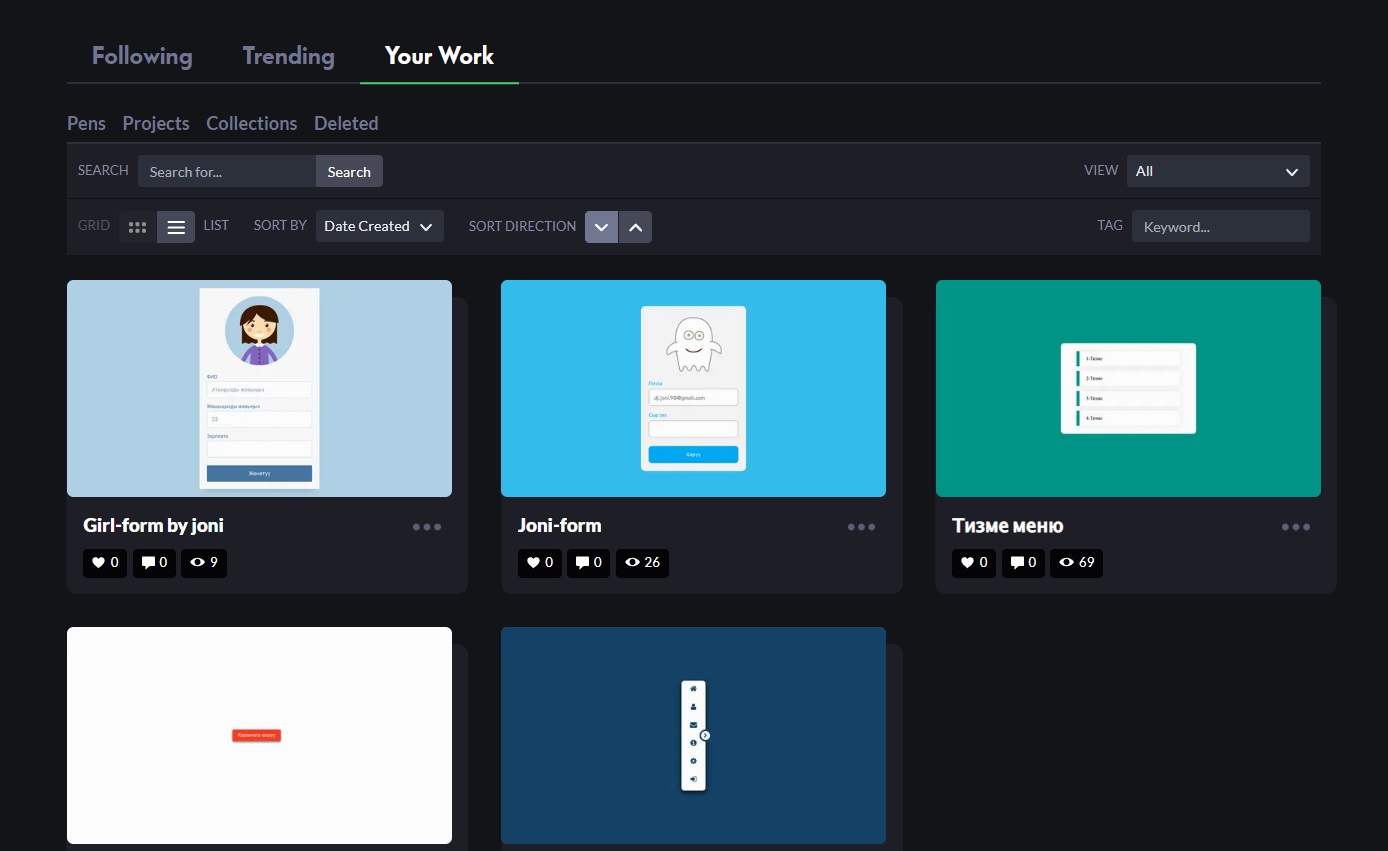 Following Trending Your Work
Pens Projects Collections Deleted
SEARCH Search for... Search VIEW All
GRID LIST SORT BY Date Created SORT DIRECTION TAG Keyword...
ФИО
Атыңызды жазыңыз
Жашыңызды жазыңыз
23
Зарплата
Жөнөтүү
Почта
dj.joni.98@gmail.com
Сыр сөз
Кирүү
1-Тизме
2-Тизме
3-Тизме
4-Тизме
Girl-form by joni
0 0 9
Joni-form
0 0 26
Тизме меню
0 0 69